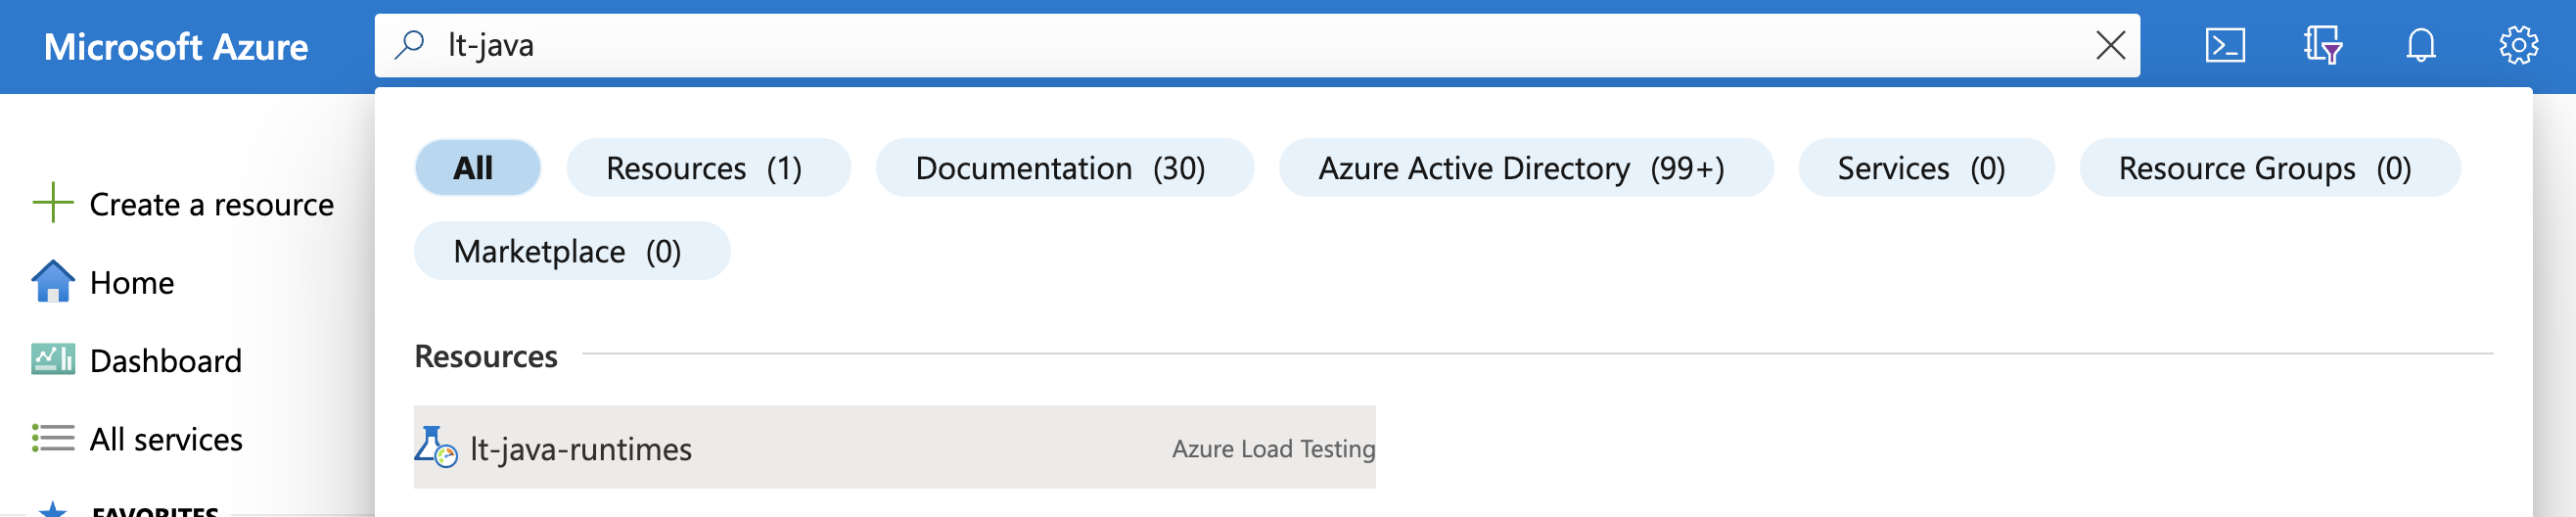 Microsoft Azure
lt-java
All
Resources (1)
Documentation (30)
Azure Active Directory (99+)
Services (0)
Resource Groups (0)
Marketplace (0)
Create a resource
Home
Dashboard
All services
FAVORITES
Resources
lt-java-runtimes
Azure Load Testing